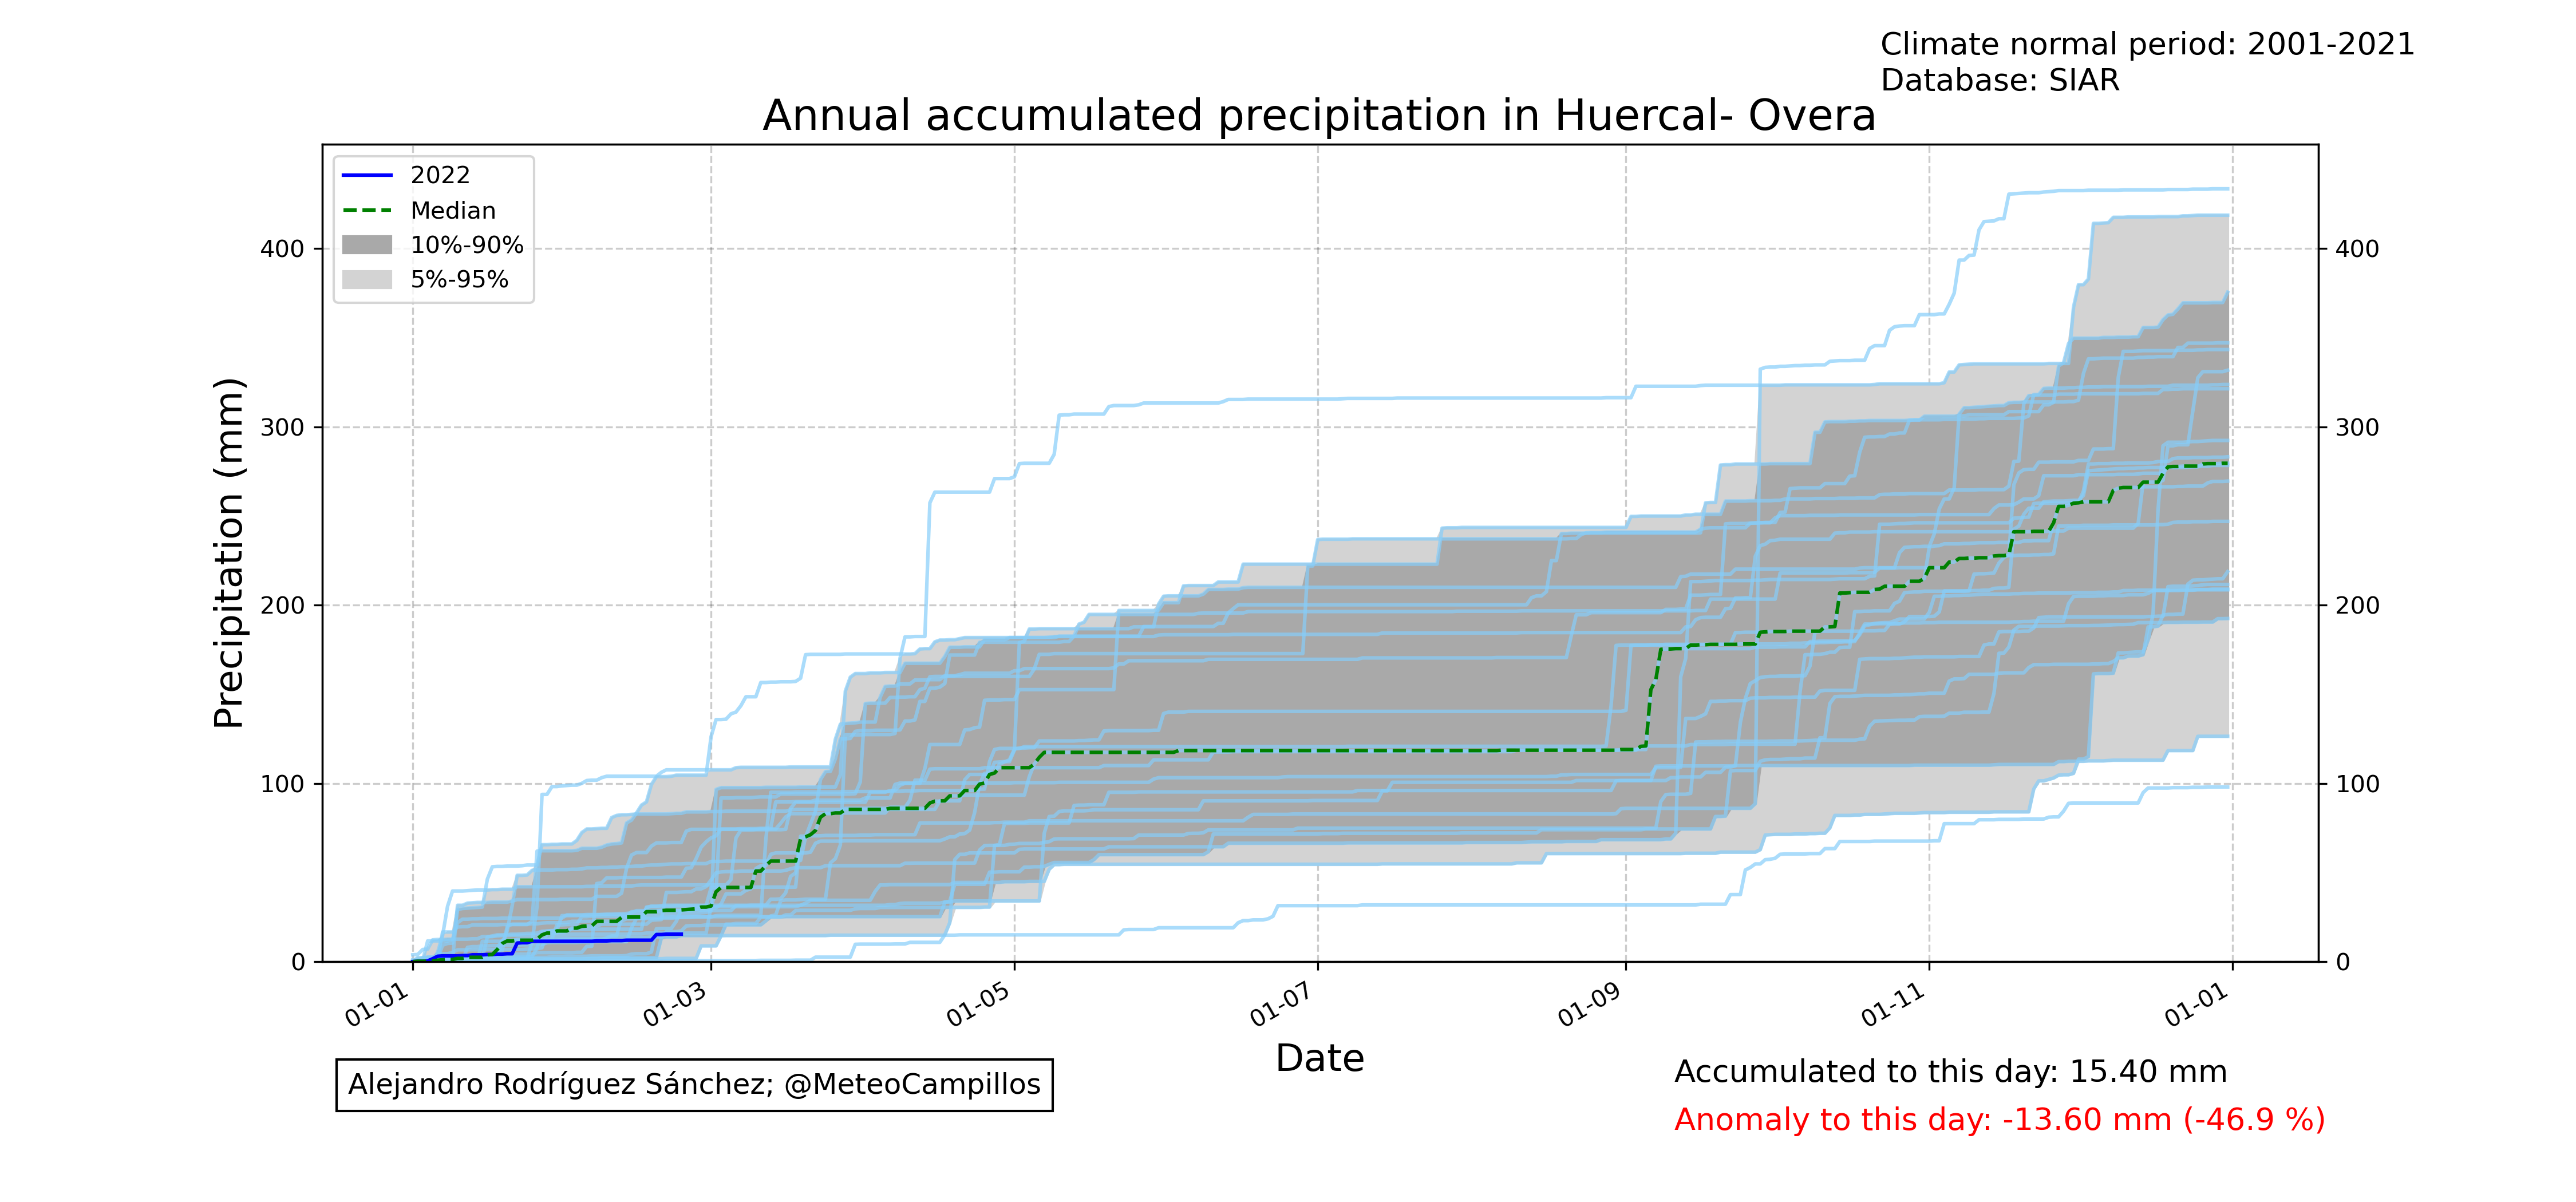 Climate normal period: 2001-2021
Database: SIAR
Annual accumulated precipitation in Huercal- Overa
2022
Median
10%-90%
5%-95%
Precipitation (mm)
400
300
200
100
0
400
300
200
100
0
01-01
01-03
01-05
01-07
01-09
01-11
01-01
Date
Alejandro Rodríguez Sánchez; @MeteoCampillos
Accumulated to this day: 15.40 mm
Anomaly to this day: -13.60 mm (-46.9 %)